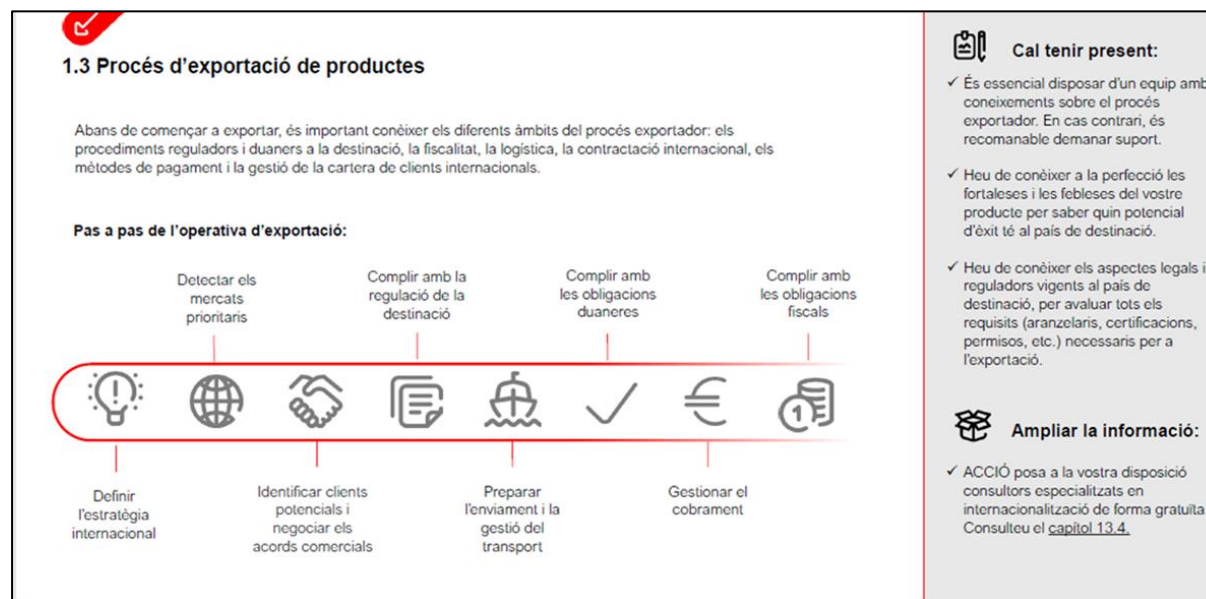 1.3 Procés d’exportació de productes
Abans de començar a exportar, és important conèixer els diferents àmbits del procés exportador: els
procediments reguladors i duaners a la destinació, la fiscalitat, la logística, la contractació internacional, els
mètodes de pagament i la gestió de la cartera de clients internacionals.
Pas a pas de l’operativa d’exportació:
Detectar els
mercats
prioritaris
Complir amb la
regulació de la
destinació
Complir amb
les obligacions
duaneres
Complir amb
les obligacions
fiscals
1
Definir
l'estratègia
internacional
Identificar clients
potencials i
negociar els
acords comercials
Preparar
l'enviament i la
gestió del
transport
Gestionar el
cobrament
Cal tenir present:
✓ És essencial disposar d’un equip amb
coneixements sobre el procés
exportador. En cas contrari, és
recomanable demanar suport.
✓ Heu de conèixer a la perfecció les
fortaleses i les febleses del vostre
producte per saber quin potencial
d’èxit té al país de destinació.
✓ Heu de conèixer els aspectes legals i
reguladors vigents al país de
destinació, per avaluar tots els
requisits (aranzelaris, certificacions,
permisos, etc.) necessaris per a
l’exportació.
Ampliar la informació:
✓ ACCIÓ posa a la vostra disposició
consultors especialitzats en
internacionalització de forma gratuïta
Consulteu el capítol 13.4.